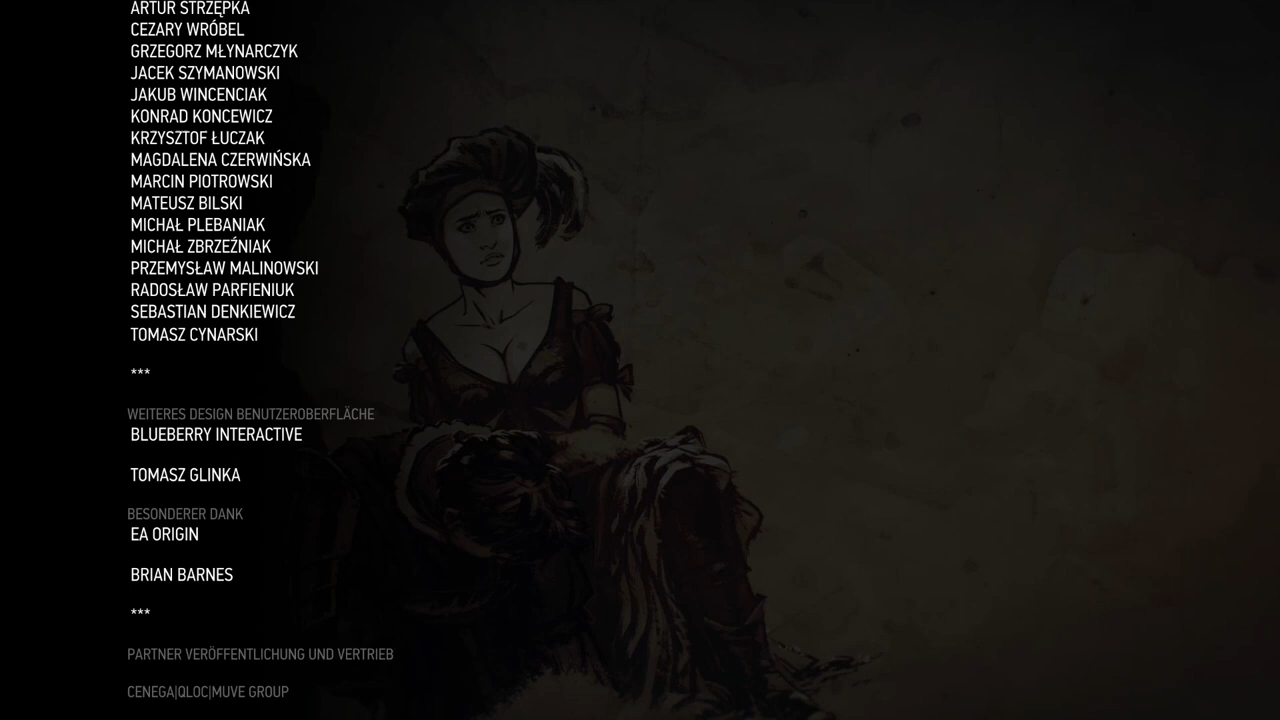 ARTUR STRZĘPKA
CEZARY WRÓBEL
GRZEGORZ MŁYNARCZYK
JACEK SZYMANOWSKI
JAKUB WINCENCIAK
KONRAD KONCEWICZ
KRZYSZTOF ŁUCZAK
MAGDALENA CZERWIŃSKA
MARCIN PIOTROWSKI
MATEUSZ BILSKI
MICHAŁ PLEBANIAK
MICHAŁ ZBRZEŹNIAK
PRZEMYSŁAW MALINOWSKI
RADOSŁAW PARFIENIUK
SEBASTIAN DENKIEWICZ
TOMASZ CYNARSKI
***
WEITERES DESIGN BENUTZEROBERFLÄCHE
BLUEBERRY INTERACTIVE
TOMASZ GLINKA
BESONDERER DANK
EA ORIGIN
BRIAN BARNES
***
PARTNER VERÖFFENTLICHUNG UND VERTRIEB
CENEGA|QLOC|MUVE GROUP